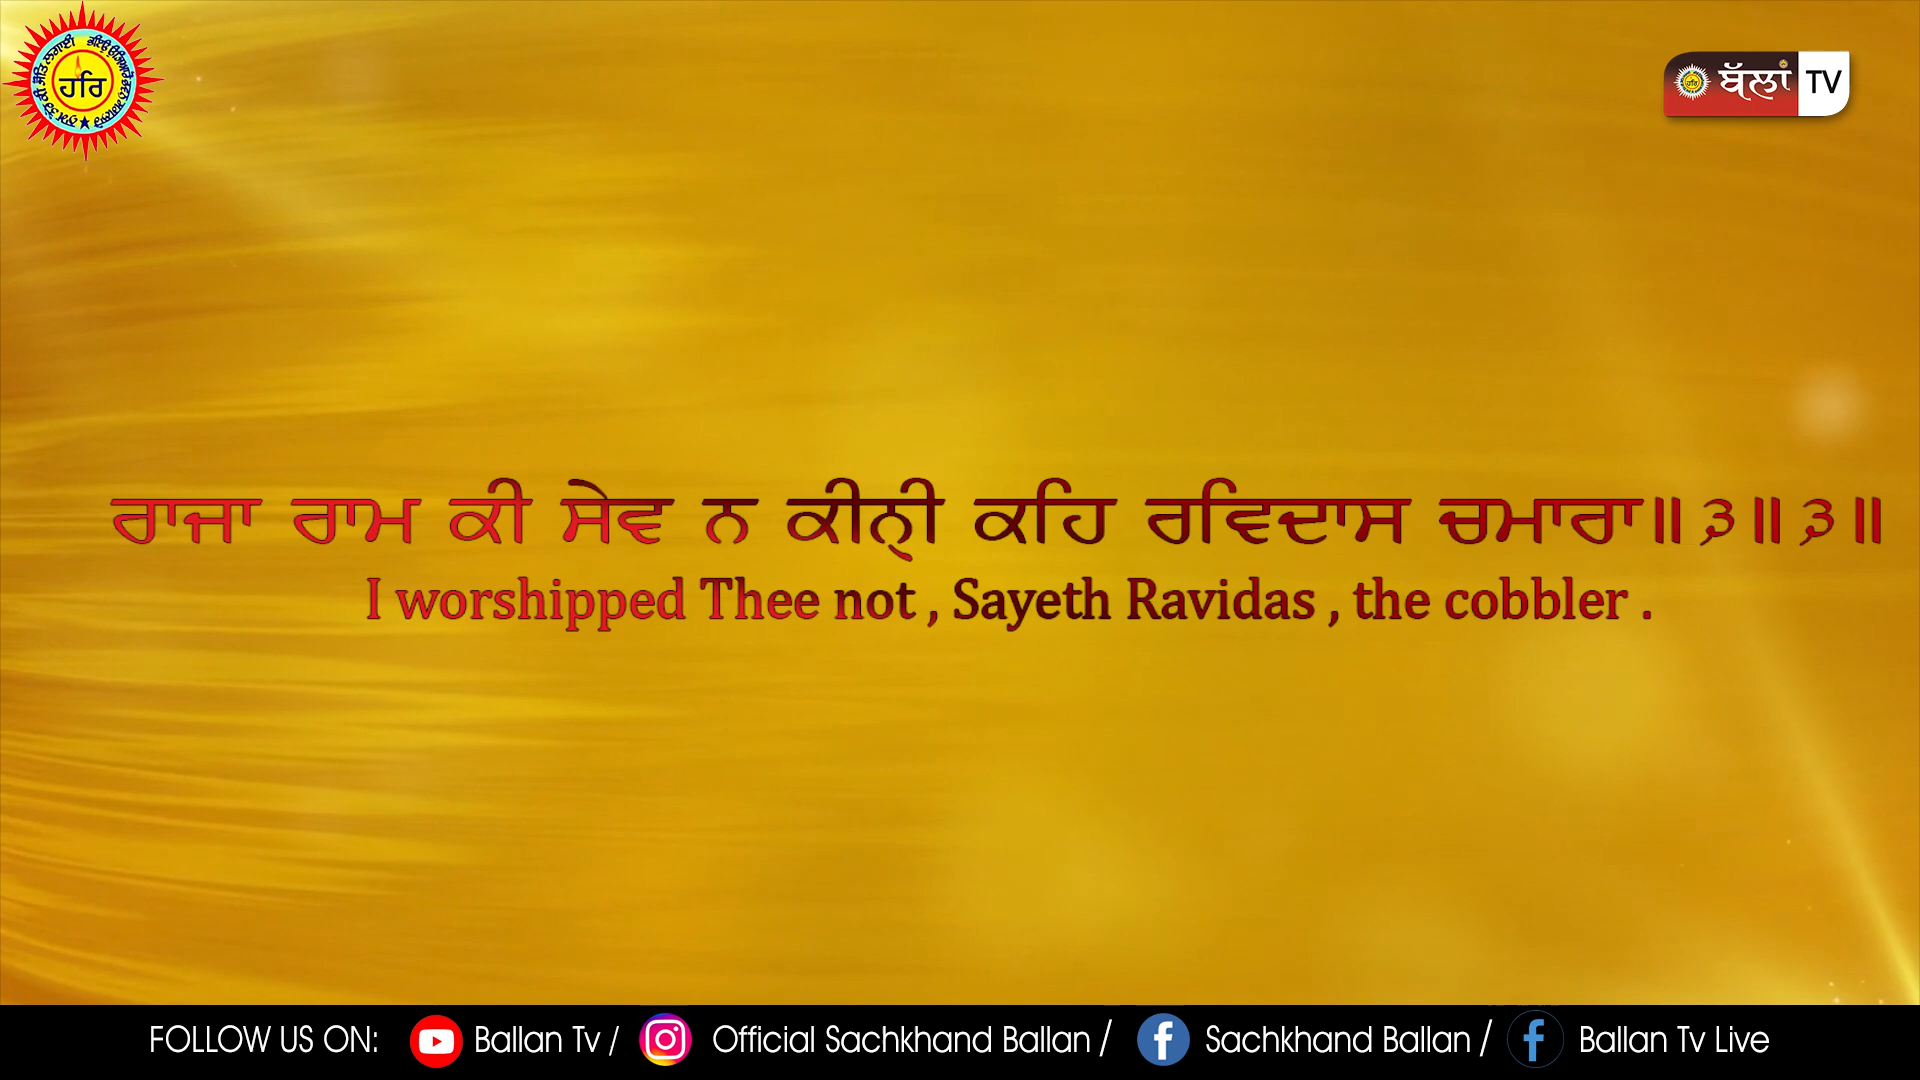 ਹਰਿ
ਬੱਲਾਂ TV
ਰਾਜਾ ਰਾਮ ਕੀ ਸੇਵ ਨ ਕੀਨ੍ਹੀ ਕਹਿ ਰਵਿਦਾਸ ਚਮਾਰਾ॥੩॥੩॥
I worshipped Thee not , Sayeth Ravidas , the cobbler .
FOLLOW US ON: Ballan Tv / Official Sachkhand Ballan / Sachkhand Ballan / Ballan Tv Live